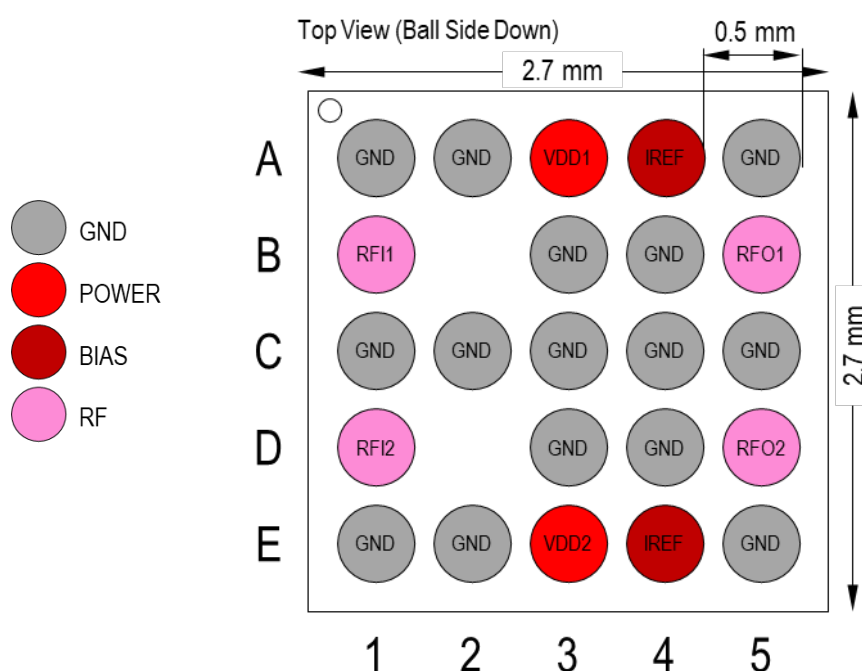 Top View (Ball Side Down)
0.5 mm
2.7 mm
A GND GND VDD1 IREF GND
GND
B RFI1 GND GND RFO1
POWER
C GND GND GND GND GND
2.7 mm
BIAS
RF
D RFI2 GND GND RFO2
E GND GND VDD2 IREF GND
1 2 3 4 5